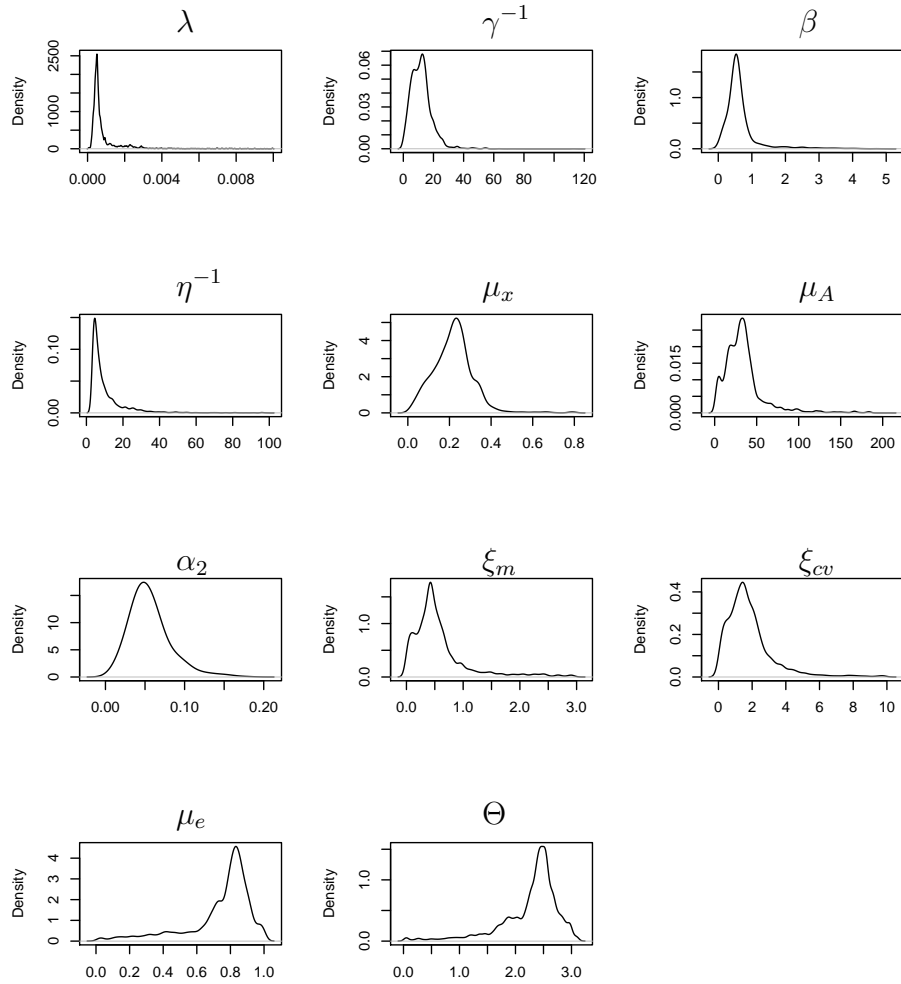 λ γ⁻¹ β
Density 0 1000 2500
0.000 0.004 0.008
Density 0.00 0.03 0.06
0 20 40 60 80 120
Density 0.0 1.0
0 1 2 3 4 5
η⁻¹ μₓ μ_A
Density 0.00 0.10
0 20 40 60 80 100
Density 0 2 4
0.0 0.2 0.4 0.6 0.8
Density 0.000 0.015
0 50 100 150 200
α₂ ξₘ ξ_cv
Density 0 5 10
0.00 0.10 0.20
Density 0.0 1.0
0.0 1.0 2.0 3.0
Density 0.0 0.2 0.4
0 2 4 6 8 10
μₑ Θ
Density 0 1 2 3 4
0.0 0.2 0.4 0.6 0.8 1.0
Density 0.0 1.0
0.0 1.0 2.0 3.0